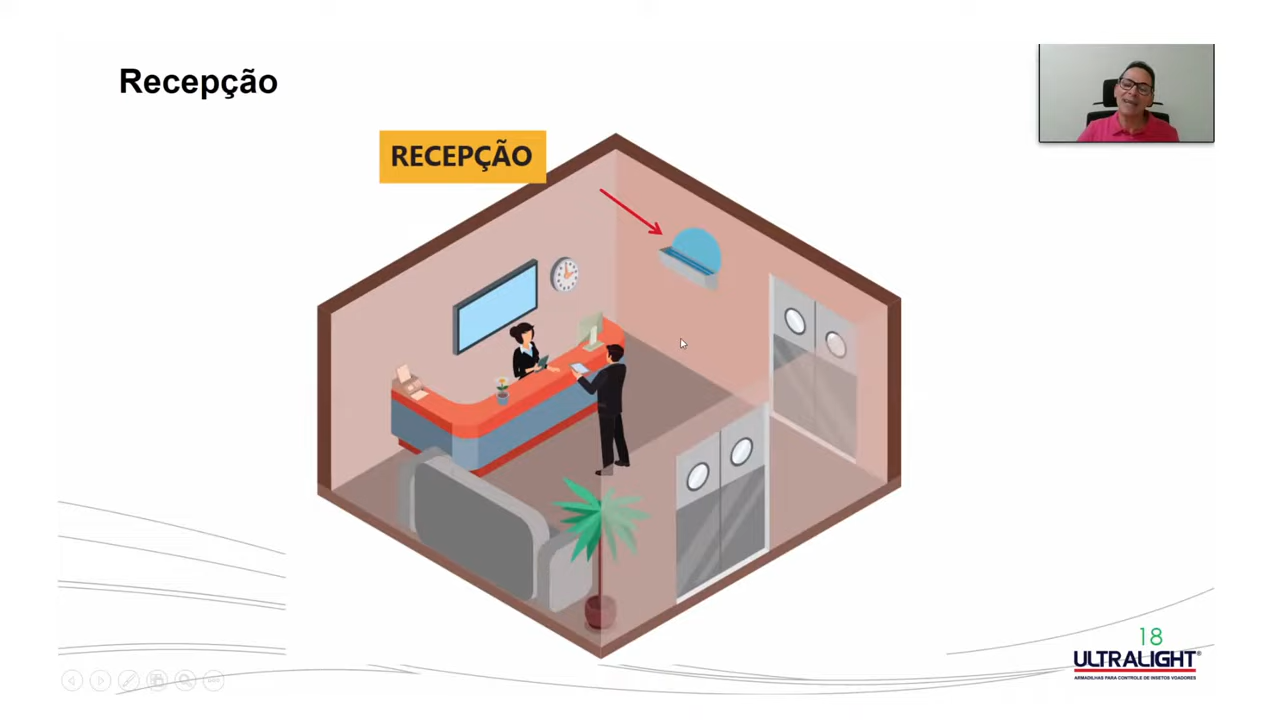 Recepção
RECEPÇÃO
18
ULTRALIGHT®
ARMADILHAS PARA CONTROLE DE INSETOS VOADORES